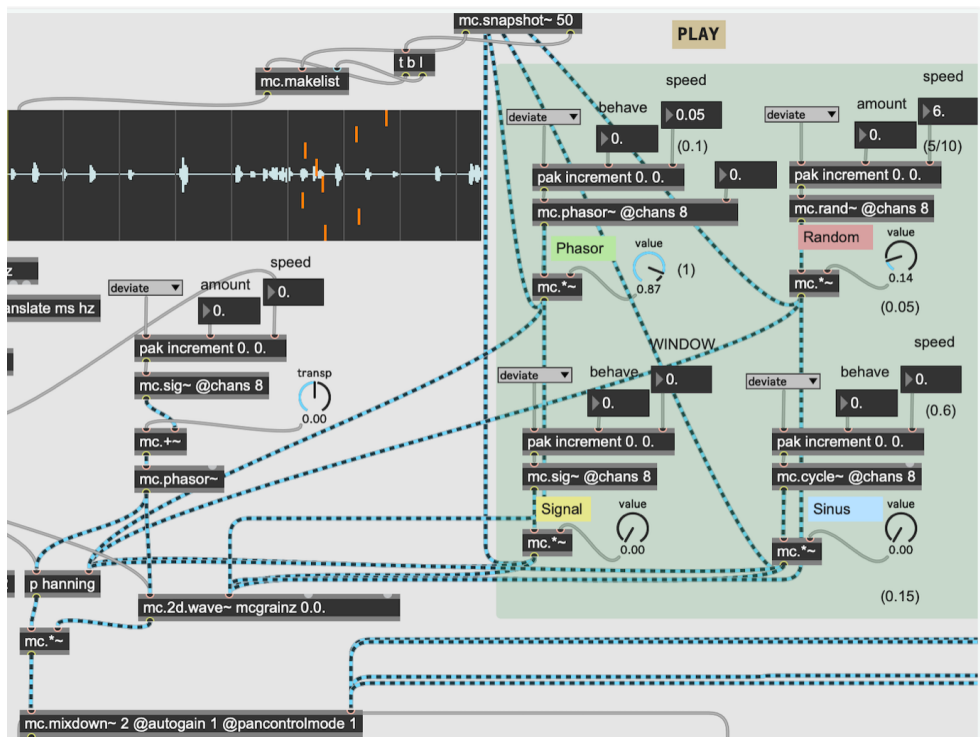 mc.snapshot~ 50
PLAY
t b l
mc.makelist
speed
speed
deviate
behave
0.05
deviate
amount
6.
0.
(0.1)
0.
(5/10)
pak increment 0. 0.
0.
pak increment 0. 0.
mc.phasor~ @chans 8
mc.rand~ @chans 8
Phasor
value
Random
value
(1)
mc.*~
0.87
mc.*~
0.14
(0.05)
z
anslate ms hz
speed
deviate
amount
0.
0.
pak increment 0. 0.
mc.sig~ @chans 8
transp
0.00
mc.+~
mc.phasor~
WINDOW
speed
deviate
behave
0.
deviate
behave
0.
0.
0.
(0.6)
pak increment 0. 0.
pak increment 0. 0.
mc.sig~ @chans 8
mc.cycle~ @chans 8
Signal
value
Sinus
value
mc.*~
0.00
mc.*~
0.00
(0.15)
p hanning
mc.2d.wave~ mcgrainz 0.0.
mc.*~
mc.mixdown~ 2 @autogain 1 @pancontrolmode 1